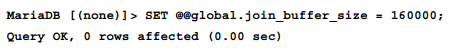 MariaDB [(none)]> SET @@global.join_buffer_size = 160000;
Query OK, 0 rows affected (0.00 sec)